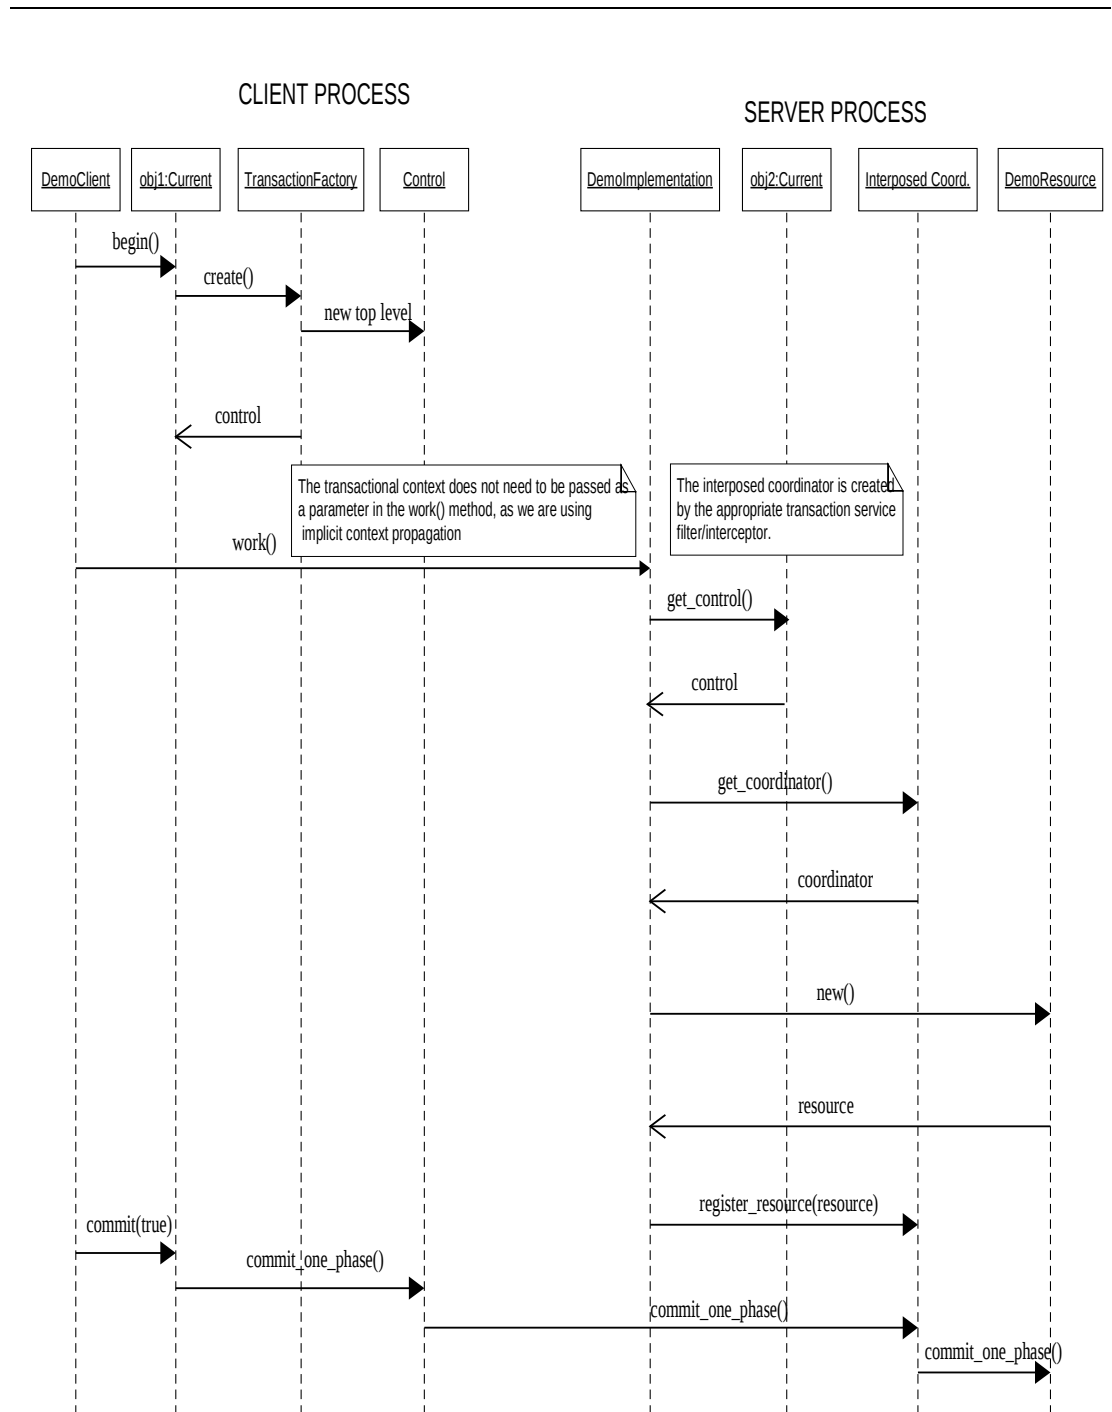 CLIENT PROCESS
SERVER PROCESS
DemoClient
obj1:Current
TransactionFactory
Control
DemoImplementation
obj2:Current
Interposed Coord.
DemoResource
begin()
create()
new top level
control
The transactional context does not need to be passed as
a parameter in the work() method, as we are using
implicit context propagation
The interposed coordinator is created
by the appropriate transaction service
filter/interceptor.
work()
get_control()
control
get_coordinator()
coordinator
new()
resource
register_resource(resource)
commit(true)
commit_one_phase()
commit_one_phase()
commit_one_phase()